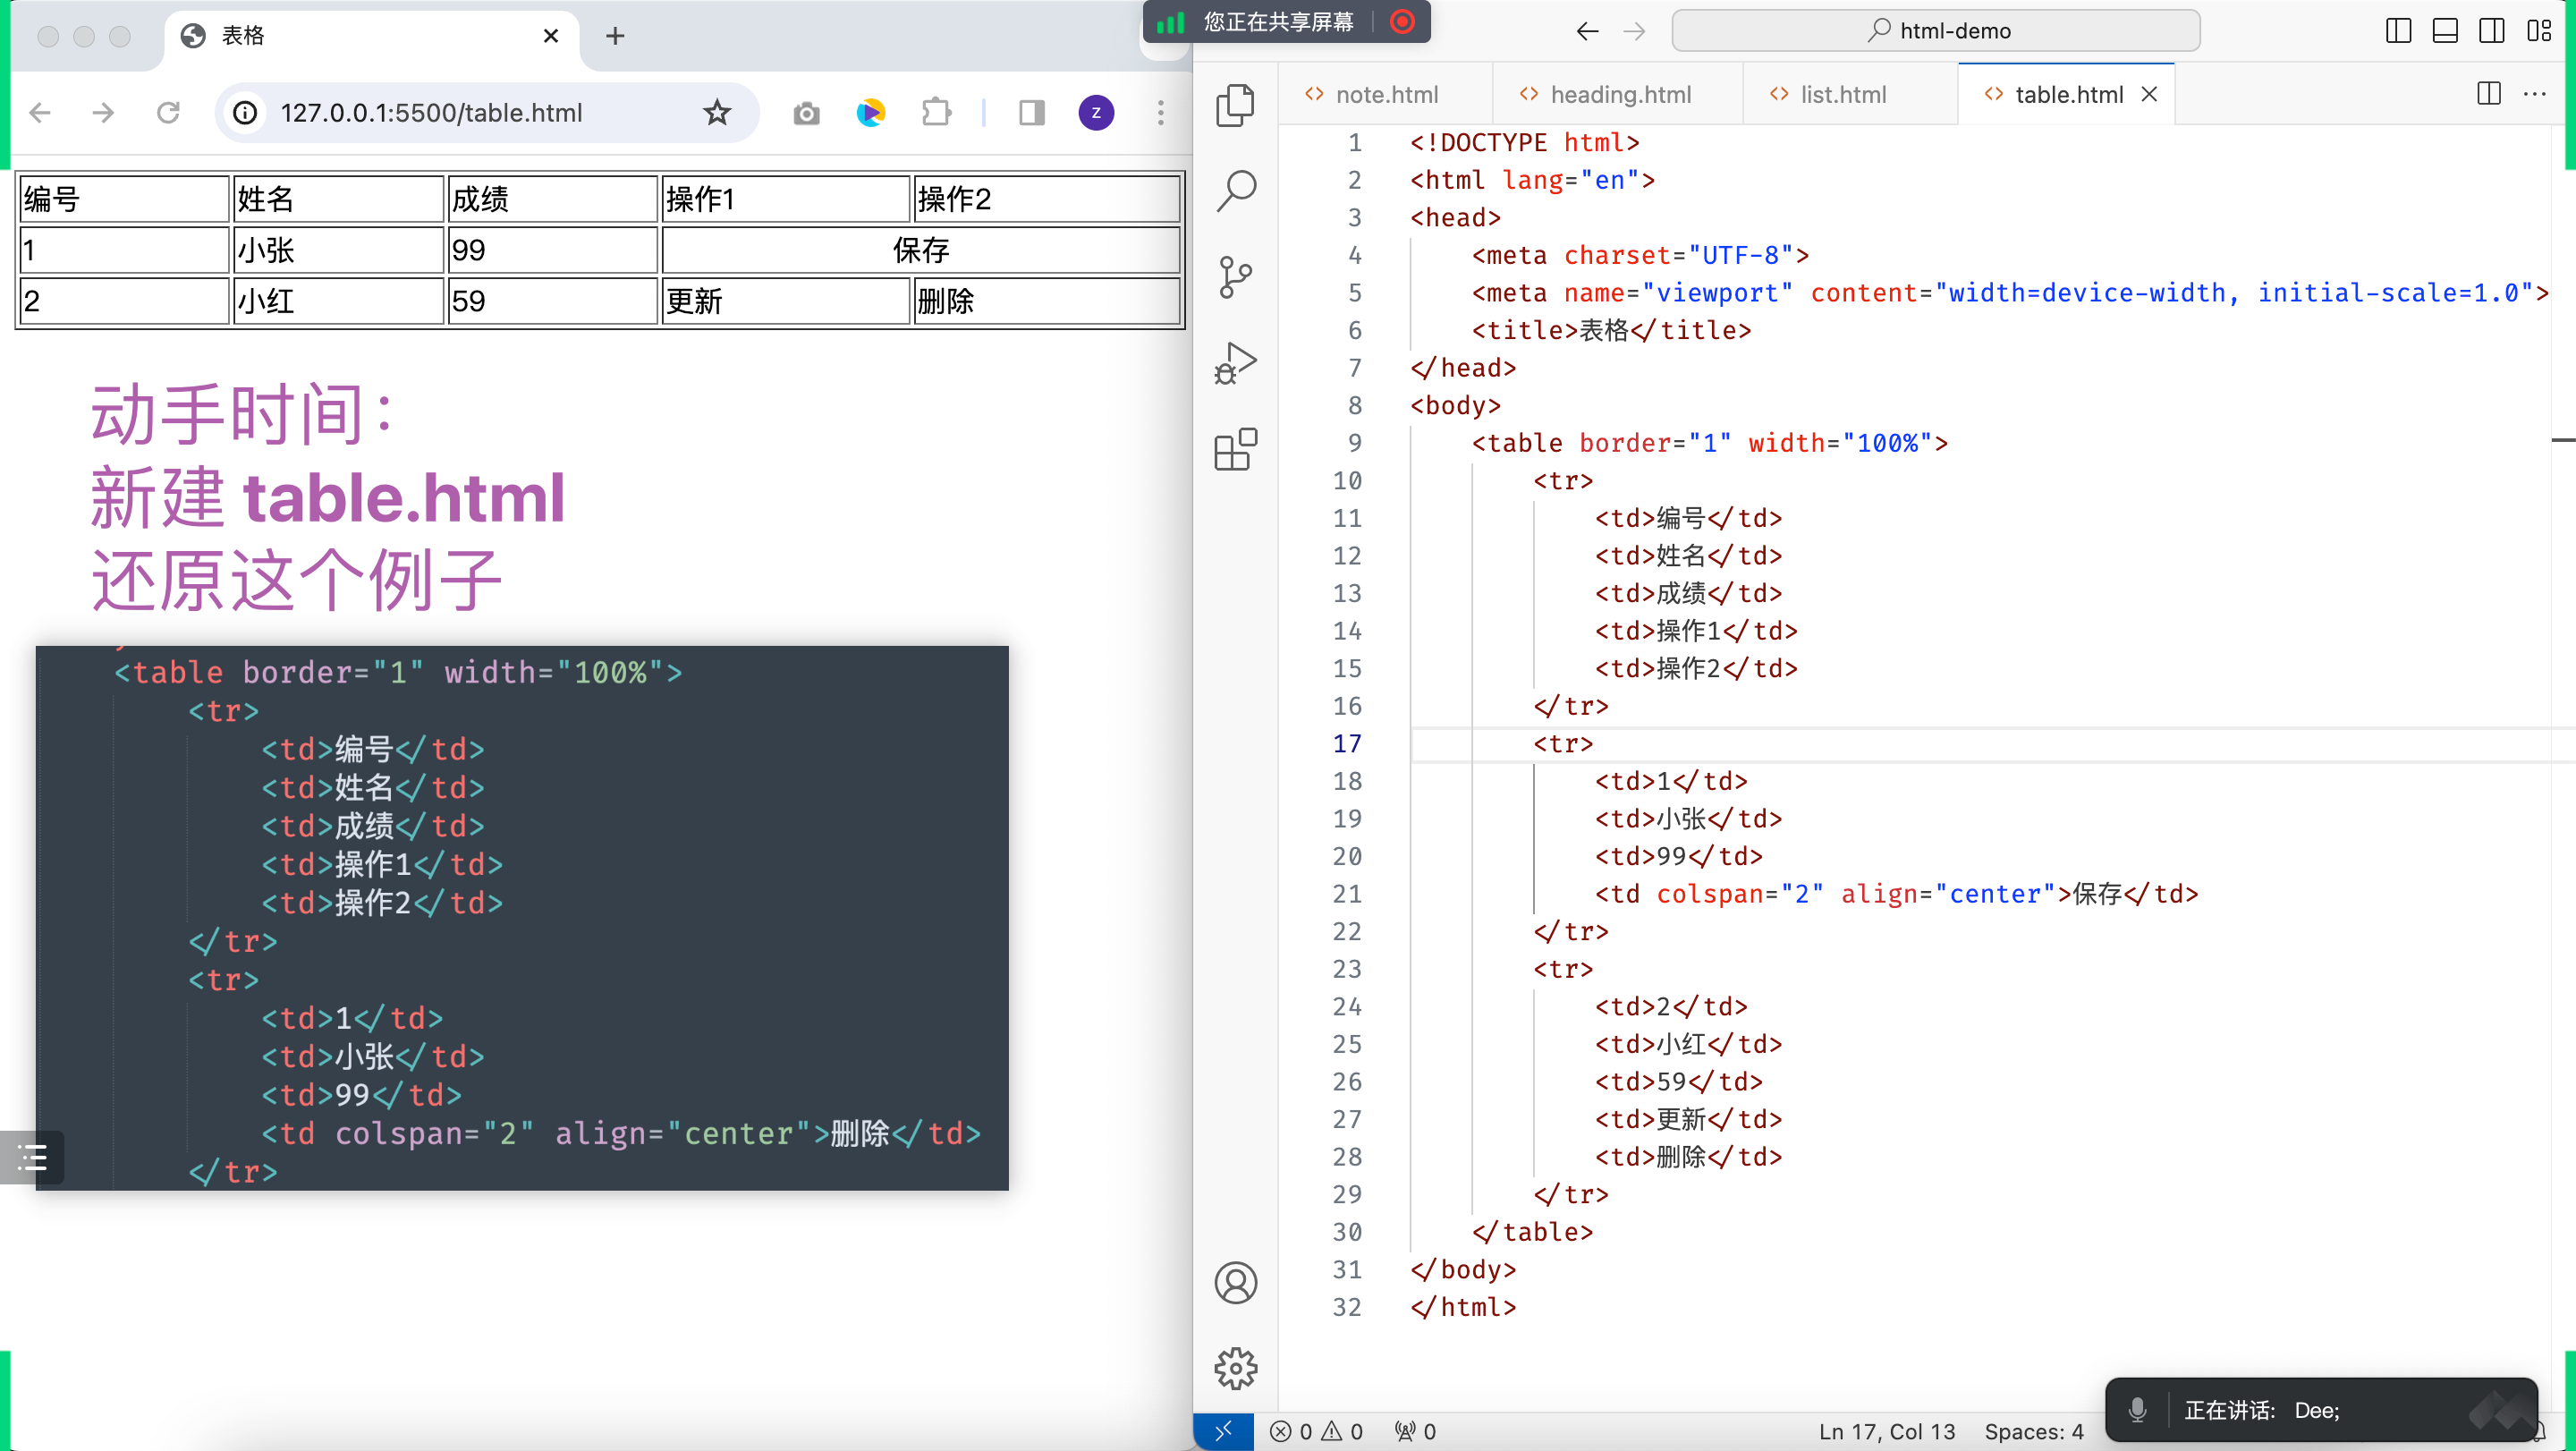 您正在共享屏幕
表格
127.0.0.1:5500/table.html
z
编号 姓名 成绩 操作1 操作2
1 小张 99 保存
2 小红 59 更新 删除
动手时间：
新建 table.html
还原这个例子
<table border="1" width="100%">
<tr>
<td>编号</td>
<td>姓名</td>
<td>成绩</td>
<td>操作1</td>
<td>操作2</td>
</tr>
<tr>
<td>1</td>
<td>小张</td>
<td>99</td>
<td colspan="2" align="center">删除</td>
</tr>
html-demo
note.html heading.html list.html table.html
1 <!DOCTYPE html>
2 <html lang="en">
3 <head>
4 <meta charset="UTF-8">
5 <meta name="viewport" content="width=device-width, initial-scale=1.0">
6 <title>表格</title>
7 </head>
8 <body>
9 <table border="1" width="100%">
10 <tr>
11 <td>编号</td>
12 <td>姓名</td>
13 <td>成绩</td>
14 <td>操作1</td>
15 <td>操作2</td>
16 </tr>
17 <tr>
18 <td>1</td>
19 <td>小张</td>
20 <td>99</td>
21 <td colspan="2" align="center">保存</td>
22 </tr>
23 <tr>
24 <td>2</td>
25 <td>小红</td>
26 <td>59</td>
27 <td>更新</td>
28 <td>删除</td>
29 </tr>
30 </table>
31 </body>
32 </html>
0 0 0 Ln 17, Col 13 Spaces: 4
正在讲话: Dee;